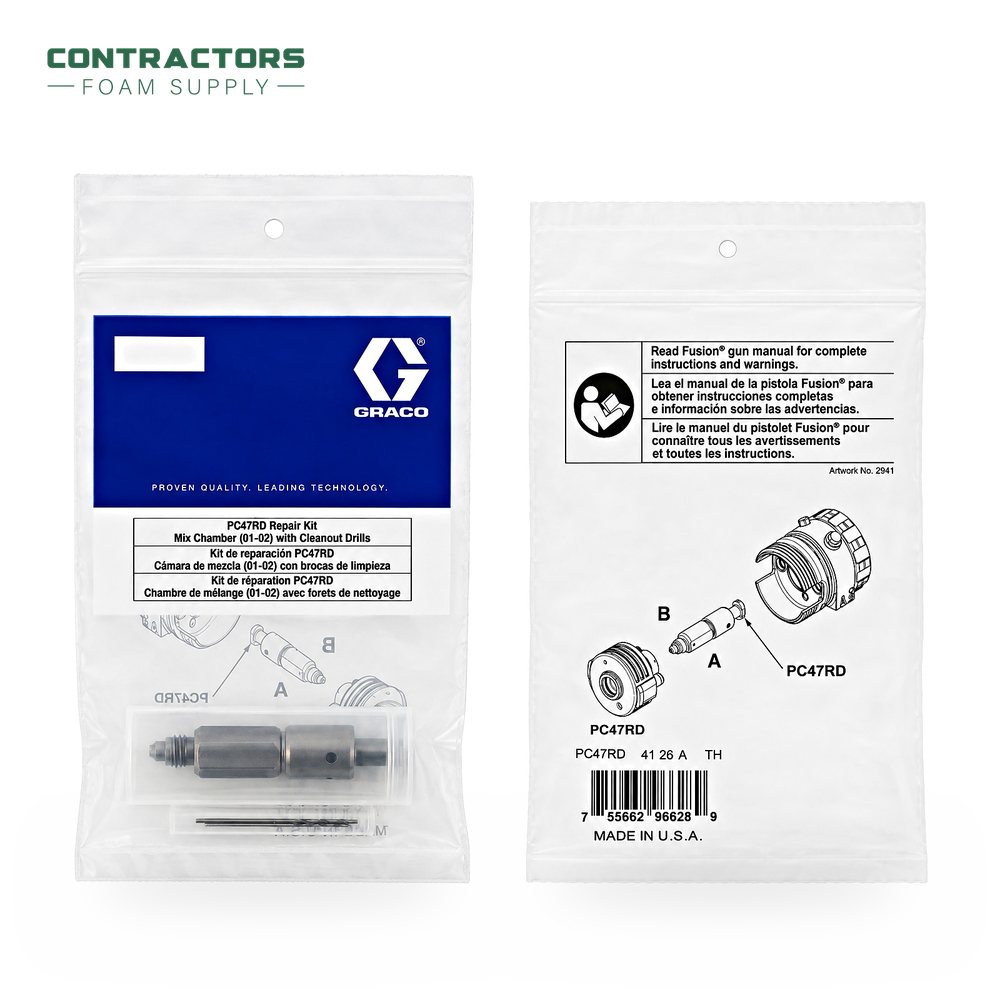 CONTRACTORS
FOAM SUPPLY
GRACO
®
PROVEN QUALITY. LEADING TECHNOLOGY.
PC47RD Repair Kit
Mix Chamber (01-02) with Cleanout Drills
Kit de reparación PC47RD
Cámara de mezcla (01-02) con brocas de limpieza
Kit de réparation PC47RD
Chambre de mélange (01-02) avec forets de nettoyage
B
A
PC47RD
MADE IN U.S.A.
Read Fusion® gun manual for complete
instructions and warnings.
Lea el manual de la pistola Fusion® para
obtener instrucciones completas
e información sobre las advertencias.
Lire le manuel du pistolet Fusion® pour
connaître tous les avertissements
et toutes les instructions.
Artwork No. 2941
B
A
PC47RD
PC47RD
PC47RD 41 26 A TH
7 55662 96628 9
MADE IN U.S.A.